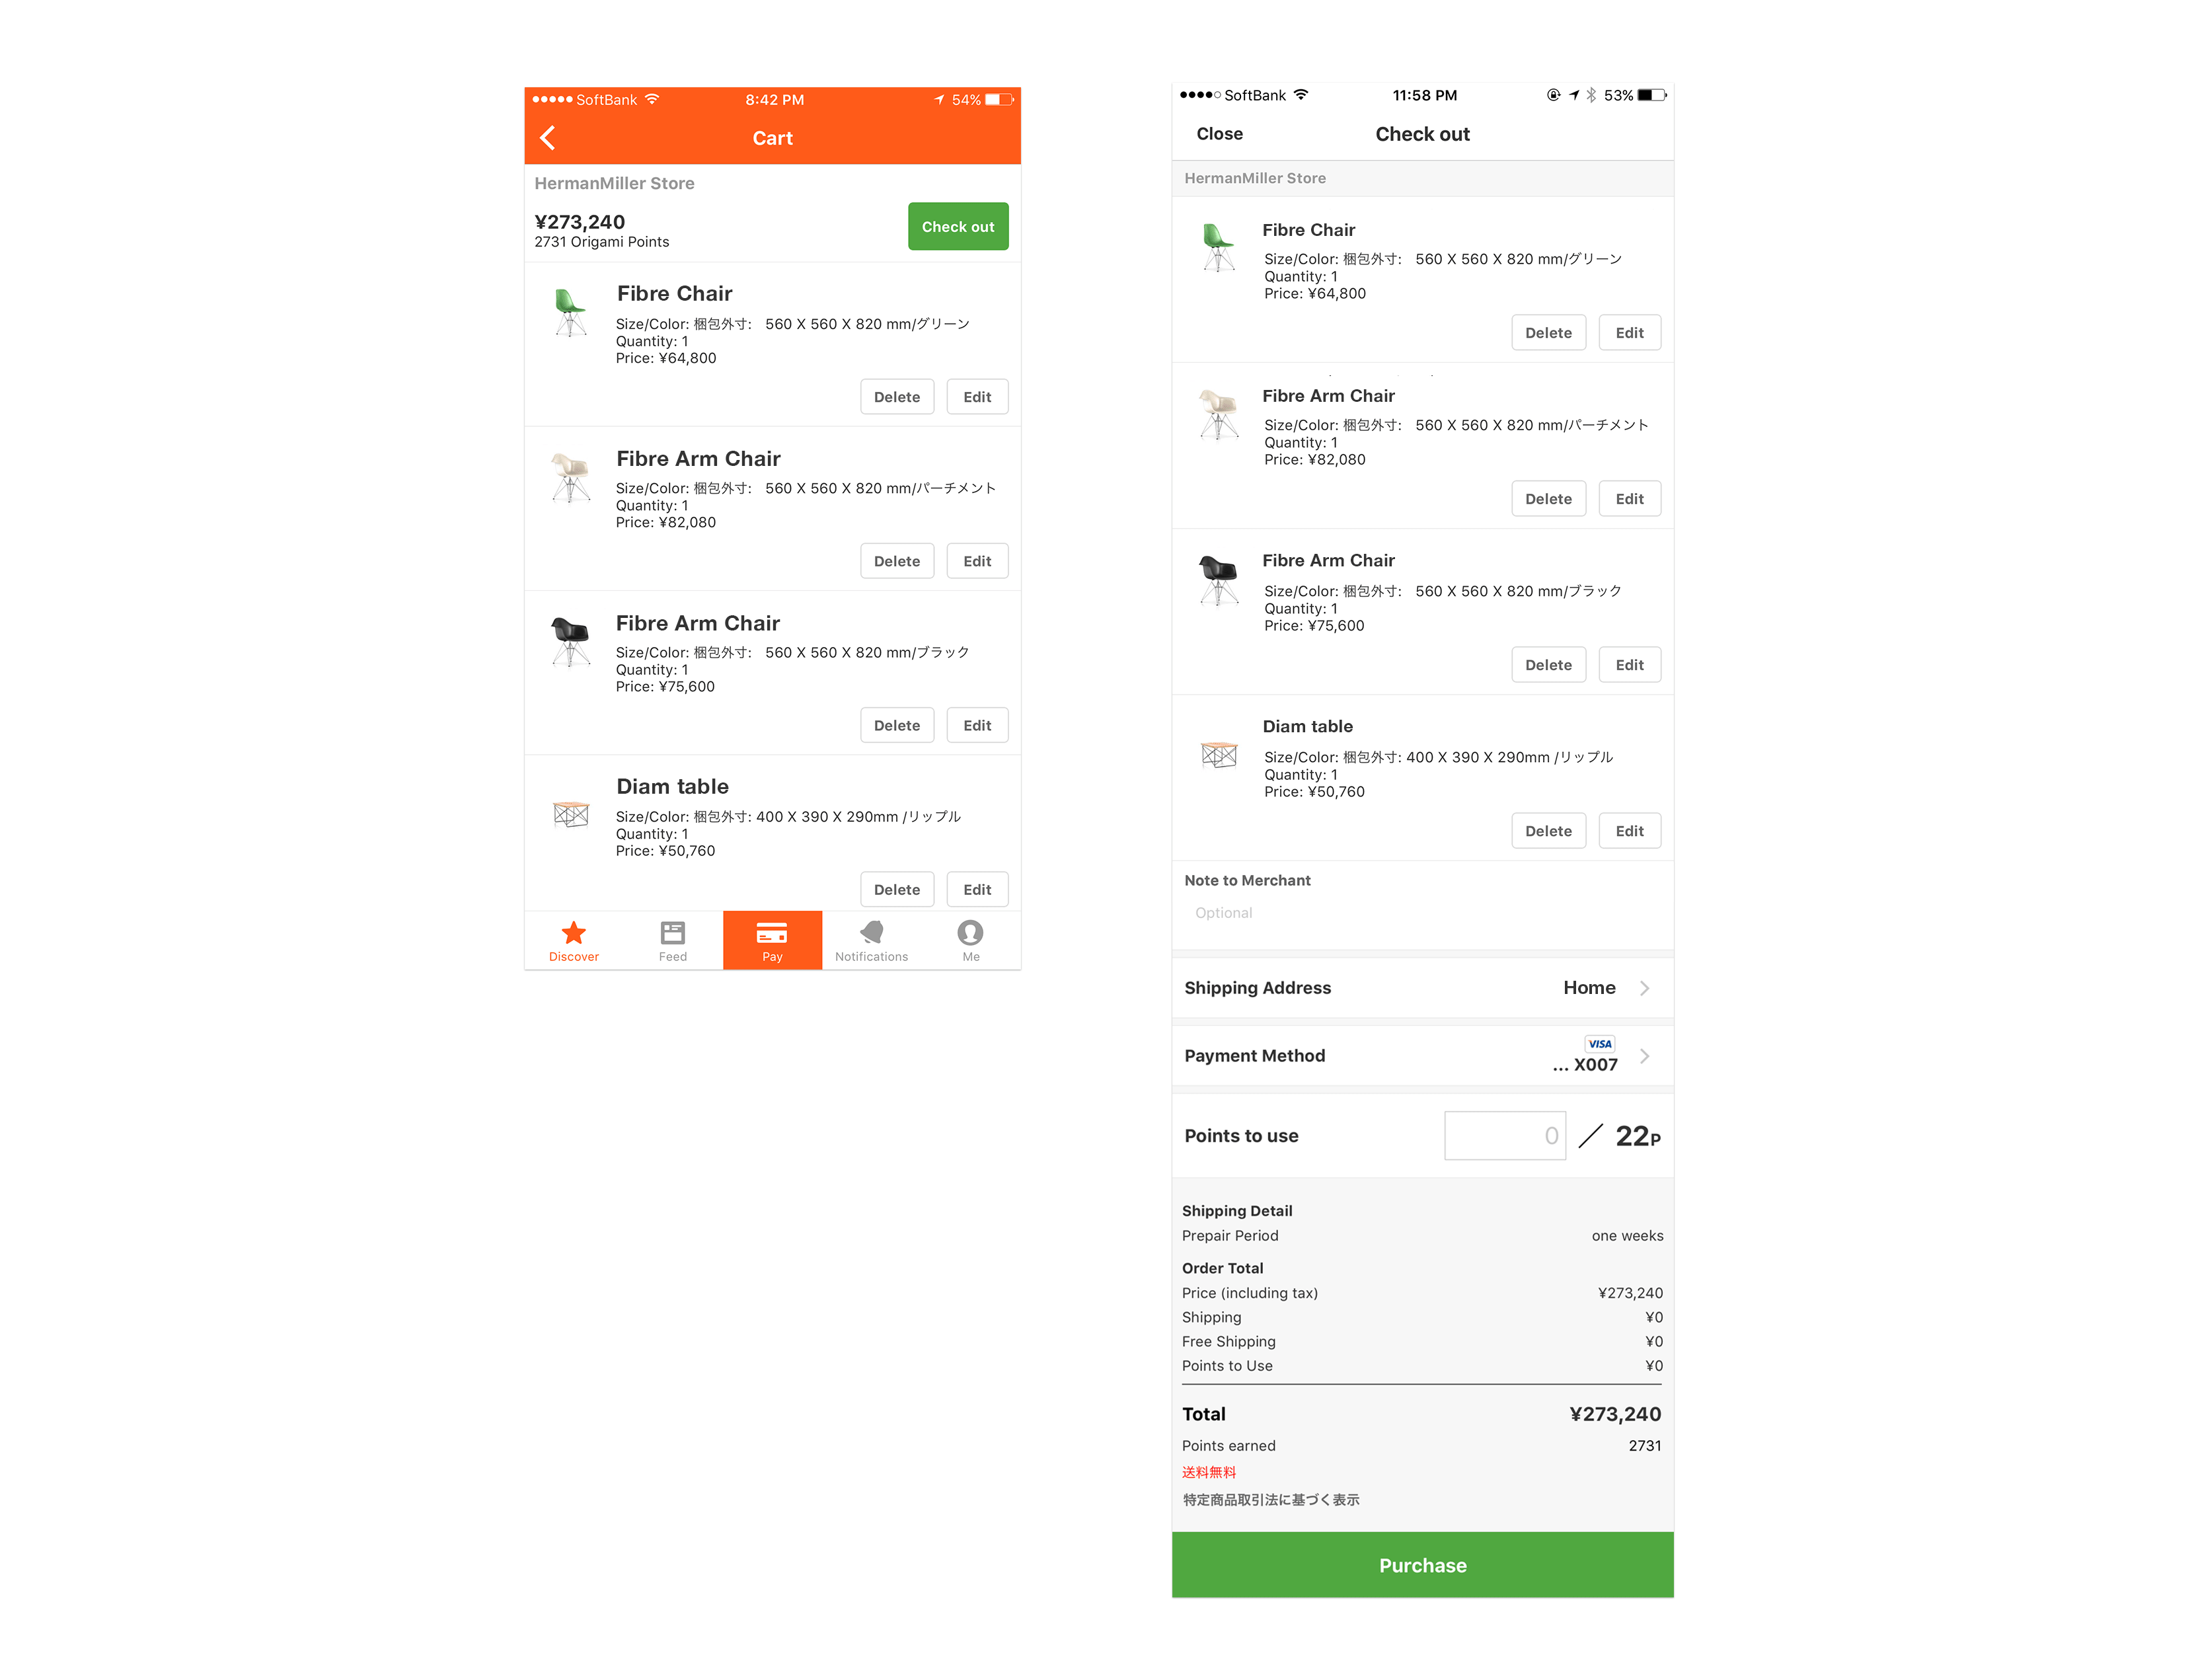 SoftBank 8:42 PM 54%
Cart
HermanMiller Store
¥273,240
2731 Origami Points
Check out
Fibre Chair
Size/Color: 梱包外寸: 560 X 560 X 820 mm/グリーン
Quantity: 1
Price: ¥64,800
Delete Edit
Fibre Arm Chair
Size/Color: 梱包外寸: 560 X 560 X 820 mm/パーチメント
Quantity: 1
Price: ¥82,080
Delete Edit
Fibre Arm Chair
Size/Color: 梱包外寸: 560 X 560 X 820 mm/ブラック
Quantity: 1
Price: ¥75,600
Delete Edit
Diam table
Size/Color: 梱包外寸: 400 X 390 X 290mm /リップル
Quantity: 1
Price: ¥50,760
Delete Edit
Discover Feed Pay Notifications Me
SoftBank 11:58 PM 53%
Close Check out
HermanMiller Store
Fibre Chair
Size/Color: 梱包外寸: 560 X 560 X 820 mm/グリーン
Quantity: 1
Price: ¥64,800
Delete Edit
Fibre Arm Chair
Size/Color: 梱包外寸: 560 X 560 X 820 mm/パーチメント
Quantity: 1
Price: ¥82,080
Delete Edit
Fibre Arm Chair
Size/Color: 梱包外寸: 560 X 560 X 820 mm/ブラック
Quantity: 1
Price: ¥75,600
Delete Edit
Diam table
Size/Color: 梱包外寸: 400 X 390 X 290mm /リップル
Quantity: 1
Price: ¥50,760
Delete Edit
Note to Merchant
Optional
Shipping Address Home
VISA
Payment Method ... X007
Points to use 0 / 22P
Shipping Detail
Prepair Period one weeks
Order Total
Price (including tax) ¥273,240
Shipping ¥0
Free Shipping ¥0
Points to Use ¥0
Total ¥273,240
Points earned 2731
送料無料
特定商品取引法に基づく表示
Purchase